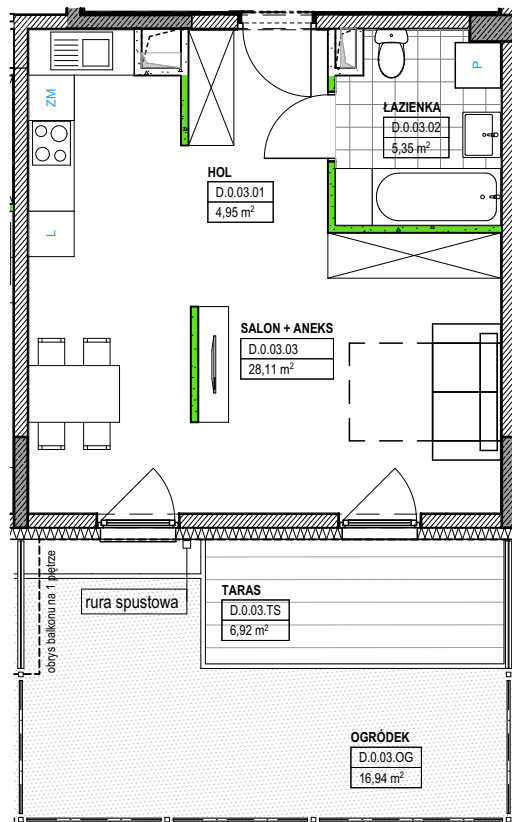 ZM
P
ŁAZIENKA
D.0.03.02
5,35 m²
HOL
D.0.03.01
4,95 m²
L
SALON + ANEKS
D.0.03.03
28,11 m²
obrys balkonu na 1 piętrze
rura spustowa
TARAS
D.0.03.TS
6,92 m²
OGRÓDEK
D.0.03.OG
16,94 m²